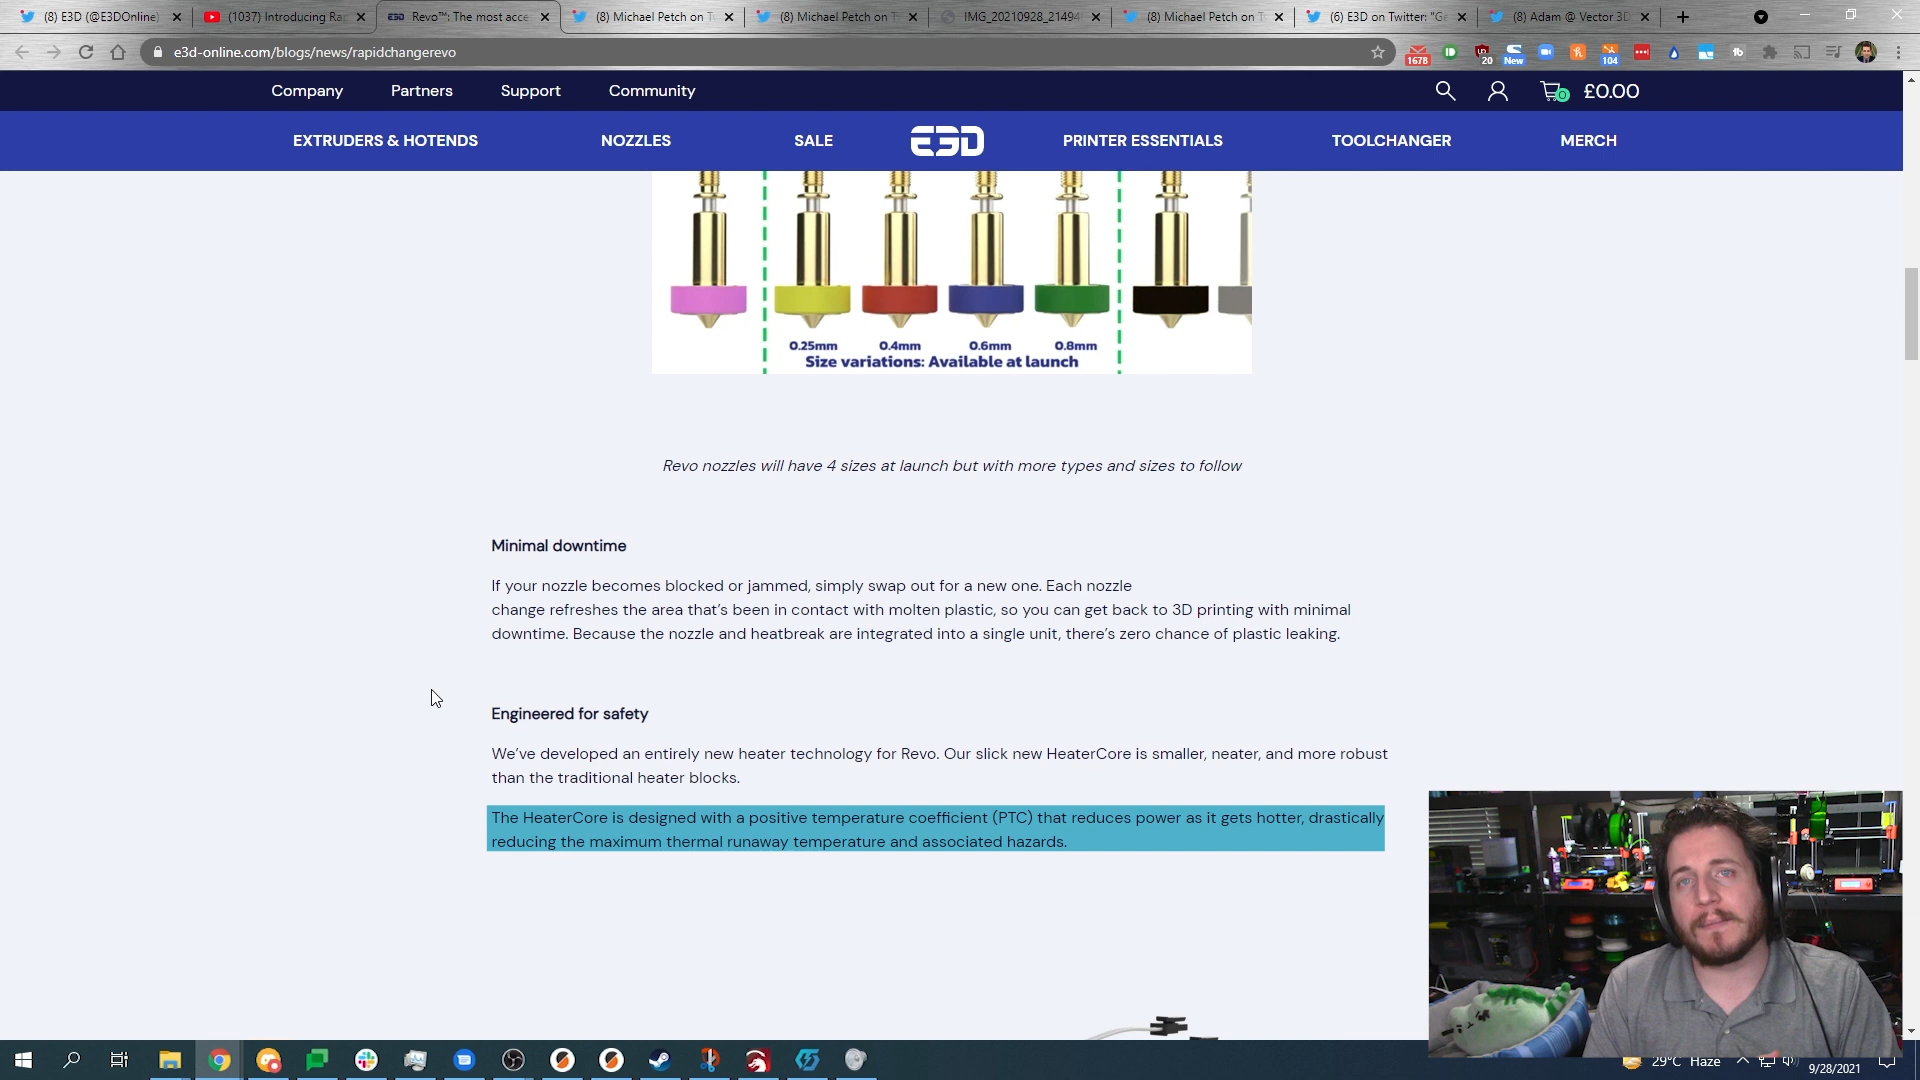 (8) E3D (@E3DOnline)
(1037) Introducing Ra
Revo™: The most acce
(8) Michael Petch on T
(8) Michael Petch on T
IMG_20210928_2149
(8) Michael Petch on T
(6) E3D on Twitter: "Ge
(8) Adam @ Vector 3D
e3d-online.com/blogs/news/rapidchangerevo
1678
20
New
104
Company
Partners
Support
Community
0
£0.00
EXTRUDERS & HOTENDS
NOZZLES
SALE
E3D
PRINTER ESSENTIALS
TOOLCHANGER
MERCH
0.25mm
0.4mm
0.6mm
0.8mm
Size variations: Available at launch
Revo nozzles will have 4 sizes at launch but with more types and sizes to follow
Minimal downtime
If your nozzle becomes blocked or jammed, simply swap out for a new one. Each nozzle
change refreshes the area that's been in contact with molten plastic, so you can get back to 3D printing with minimal
downtime. Because the nozzle and heatbreak are integrated into a single unit, there's zero chance of plastic leaking.
Engineered for safety
We've developed an entirely new heater technology for Revo. Our slick new HeaterCore is smaller, neater, and more robust
than the traditional heater blocks.
The HeaterCore is designed with a positive temperature coefficient (PTC) that reduces power as it gets hotter, drastically
reducing the maximum thermal runaway temperature and associated hazards.
29°C Haze
9/28/2021